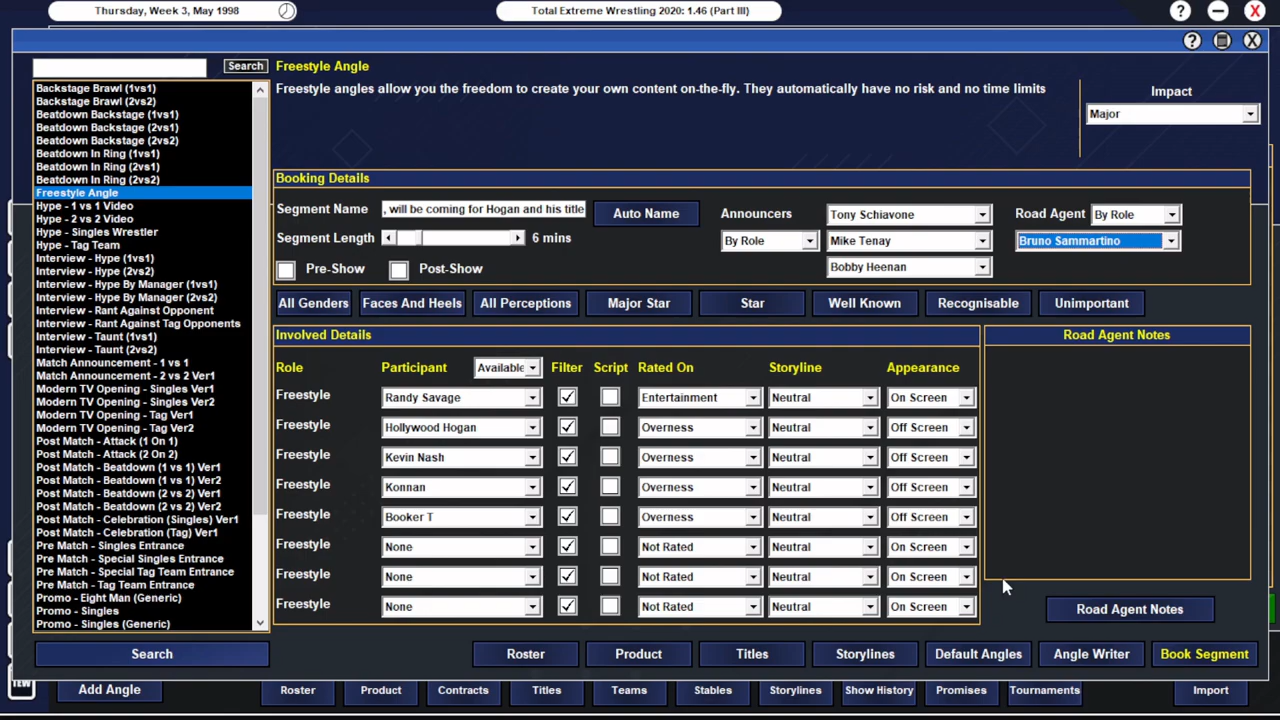 Thursday, Week 3, May 1998
Total Extreme Wrestling 2020: 1.46 (Part III)
? X
? X
Search
Backstage Brawl (1vs1)
Backstage Brawl (2vs2)
Beatdown Backstage (1vs1)
Beatdown Backstage (2vs1)
Beatdown Backstage (2vs2)
Beatdown In Ring (1vs1)
Beatdown In Ring (2vs1)
Beatdown In Ring (2vs2)
Freestyle Angle
Hype - 1 vs 1 Video
Hype - 2 vs 2 Video
Hype - Singles Wrestler
Hype - Tag Team
Interview - Hype (1vs1)
Interview - Hype (2vs2)
Interview - Hype By Manager (1vs1)
Interview - Hype By Manager (2vs2)
Interview - Rant Against Opponent
Interview - Rant Against Tag Opponents
Interview - Taunt (1vs1)
Interview - Taunt (2vs2)
Match Announcement - 1 vs 1
Match Announcement - 2 vs 2 Ver1
Modern TV Opening - Singles Ver1
Modern TV Opening - Singles Ver2
Modern TV Opening - Tag Ver1
Modern TV Opening - Tag Ver2
Post Match - Attack (1 On 1)
Post Match - Attack (2 On 2)
Post Match - Beatdown (1 vs 1) Ver1
Post Match - Beatdown (1 vs 1) Ver2
Post Match - Beatdown (2 vs 2) Ver1
Post Match - Beatdown (2 vs 2) Ver2
Post Match - Celebration (Singles) Ver1
Post Match - Celebration (Tag) Ver1
Pre Match - Singles Entrance
Pre Match - Special Singles Entrance
Pre Match - Special Tag Team Entrance
Pre Match - Tag Team Entrance
Promo - Eight Man (Generic)
Promo - Singles
Promo - Singles (Generic)
Search
Freestyle Angle
Freestyle angles allow you the freedom to create your own content on-the-fly. They automatically have no risk and no time limits
Impact
Major
Booking Details
Segment Name , will be coming for Hogan and his title Auto Name Announcers Tony Schiavone Road Agent By Role
Segment Length 6 mins By Role Mike Tenay Bruno Sammartino
Pre-Show Post-Show Bobby Heenan
All Genders Faces And Heels All Perceptions Major Star Star Well Known Recognisable Unimportant
Involved Details
Role Participant Available Filter Script Rated On Storyline Appearance
Freestyle Randy Savage Entertainment Neutral On Screen
Freestyle Hollywood Hogan Overness Neutral Off Screen
Freestyle Kevin Nash Overness Neutral Off Screen
Freestyle Konnan Overness Neutral Off Screen
Freestyle Booker T Overness Neutral Off Screen
Freestyle None Not Rated Neutral On Screen
Freestyle None Not Rated Neutral On Screen
Freestyle None Not Rated Neutral On Screen
Road Agent Notes
Road Agent Notes
Roster Product Titles Storylines Default Angles Angle Writer Book Segment
TEW Add Angle Roster Product Contracts Titles Teams Stables Storylines Show History Promises Tournaments Import